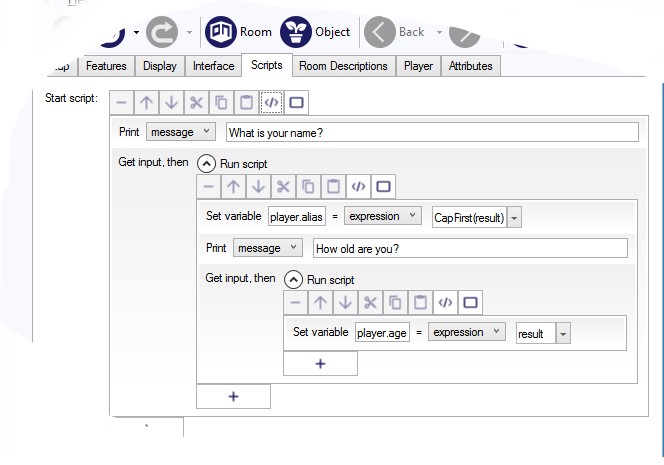 Room Object Back
Features Display Interface Scripts Room Descriptions Player Attributes
Start script:
Print message What is your name?
Get input, then Run script
Set variable player.alias = expression CapFirst(result)
Print message How old are you?
Get input, then Run script
Set variable player.age = expression result